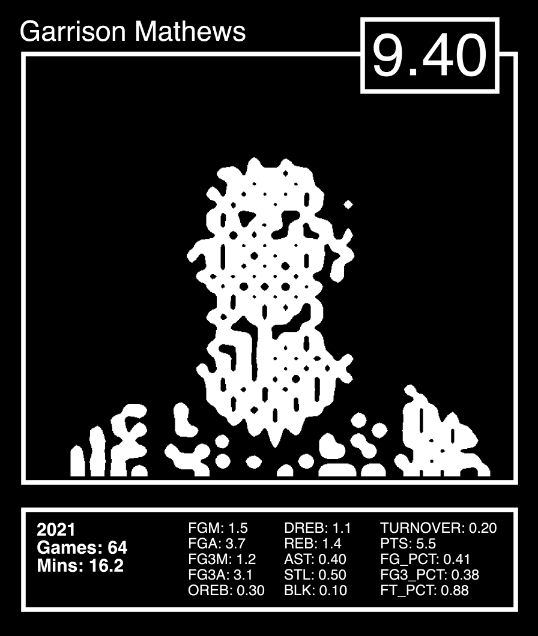 Garrison Mathews
9.40
2021
Games: 64
Mins: 16.2
FGM: 1.5
FGA: 3.7
FG3M: 1.2
FG3A: 3.1
OREB: 0.30
DREB: 1.1
REB: 1.4
AST: 0.40
STL: 0.50
BLK: 0.10
TURNOVER: 0.20
PTS: 5.5
FG_PCT: 0.41
FG3_PCT: 0.38
FT_PCT: 0.88